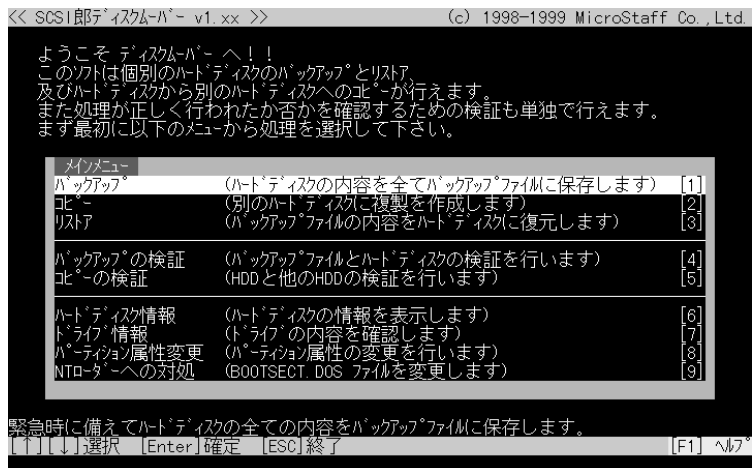 << SCSI郎ﾃﾞｨｽｸﾑｰﾊﾞｰ v1.xx >> (c) 1998-1999 MicroStaff Co.,Ltd.
ようこそ ﾃﾞｨｽｸﾑｰﾊﾞｰ へ！！
このｿﾌﾄは個別のﾊｰﾄﾞﾃﾞｨｽｸのﾊﾞｯｸｱｯﾌﾟとﾘｽﾄｱ,
及びﾊｰﾄﾞﾃﾞｨｽｸから別のﾊｰﾄﾞﾃﾞｨｽｸへのｺﾋﾟｰが行えます。
また処理が正しく行われたか否かを確認するための検証も単独で行えます。
まず最初に以下のﾒﾆｭｰから処理を選択して下さい。
ﾒｲﾝﾒﾆｭｰ
ﾊﾞｯｸｱｯﾌﾟ (ﾊｰﾄﾞﾃﾞｨｽｸの内容を全てﾊﾞｯｸｱｯﾌﾟﾌｧｲﾙに保存します) [1]
ｺﾋﾟｰ (別のﾊｰﾄﾞﾃﾞｨｽｸに複製を作成します) [2]
ﾘｽﾄｱ (ﾊﾞｯｸｱｯﾌﾟﾌｧｲﾙの内容をﾊｰﾄﾞﾃﾞｨｽｸに復元します) [3]
ﾊﾞｯｸｱｯﾌﾟの検証 (ﾊﾞｯｸｱｯﾌﾟﾌｧｲﾙとﾊｰﾄﾞﾃﾞｨｽｸの検証を行います) [4]
ｺﾋﾟｰの検証 (HDDと他のHDDの検証を行います) [5]
ﾊｰﾄﾞﾃﾞｨｽｸ情報 (ﾊｰﾄﾞﾃﾞｨｽｸの情報を表示します) [6]
ﾄﾞﾗｲﾌﾞ情報 (ﾄﾞﾗｲﾌﾞの内容を確認します) [7]
ﾊﾟｰﾃｨｼｮﾝ属性変更 (ﾊﾟｰﾃｨｼｮﾝ属性の変更を行います) [8]
NTﾛｰﾀﾞｰへの対処 (BOOTSECT.DOS ﾌｧｲﾙを変更します) [9]
緊急時に備えてﾊｰﾄﾞﾃﾞｨｽｸの全ての内容をﾊﾞｯｸｱｯﾌﾟﾌｧｲﾙに保存します。
[↑][↓]選択 [Enter]確定 [ESC]終了 [F1] ﾍﾙﾌﾟ